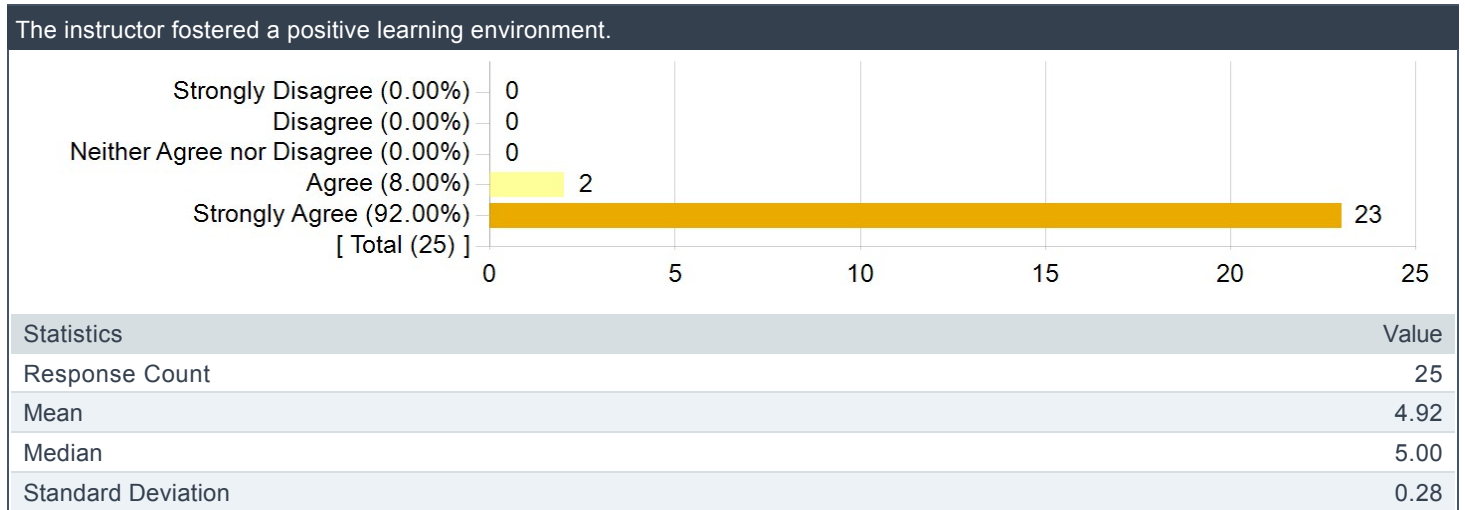 The instructor fostered a positive learning environment.
Strongly Disagree (0.00%) 0
Disagree (0.00%) 0
Neither Agree nor Disagree (0.00%) 0
Agree (8.00%) 2
Strongly Agree (92.00%) 23
[ Total (25) ]
0 5 10 15 20 25
Statistics Value
Response Count 25
Mean 4.92
Median 5.00
Standard Deviation 0.28